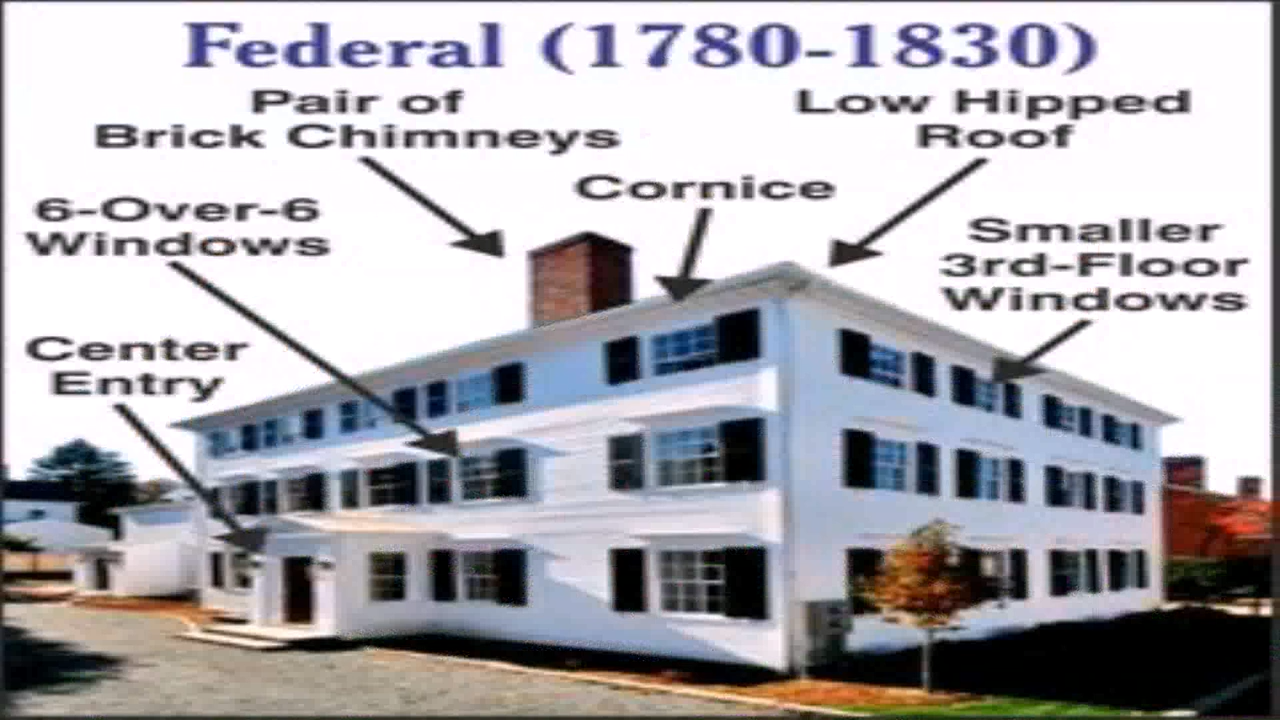 Federal (1780-1830)
Pair of
Brick Chimneys
Low Hipped
Roof
Cornice
6-Over-6
Windows
Smaller
3rd-Floor
Windows
Center
Entry